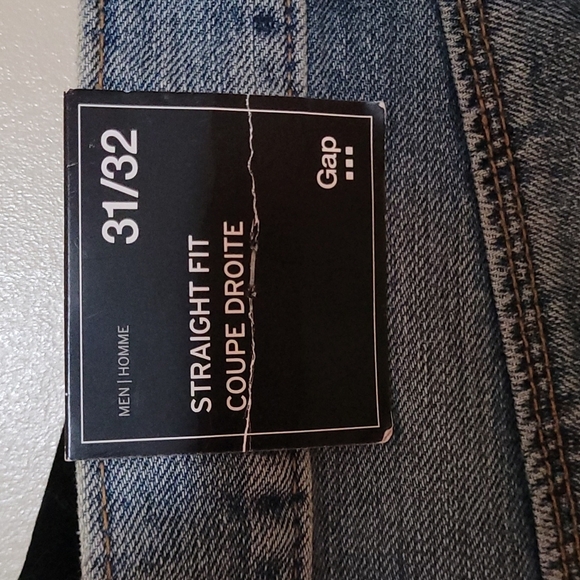 MEN | HOMME
31/32
STRAIGHT FIT
COUPE DROITE
Gap